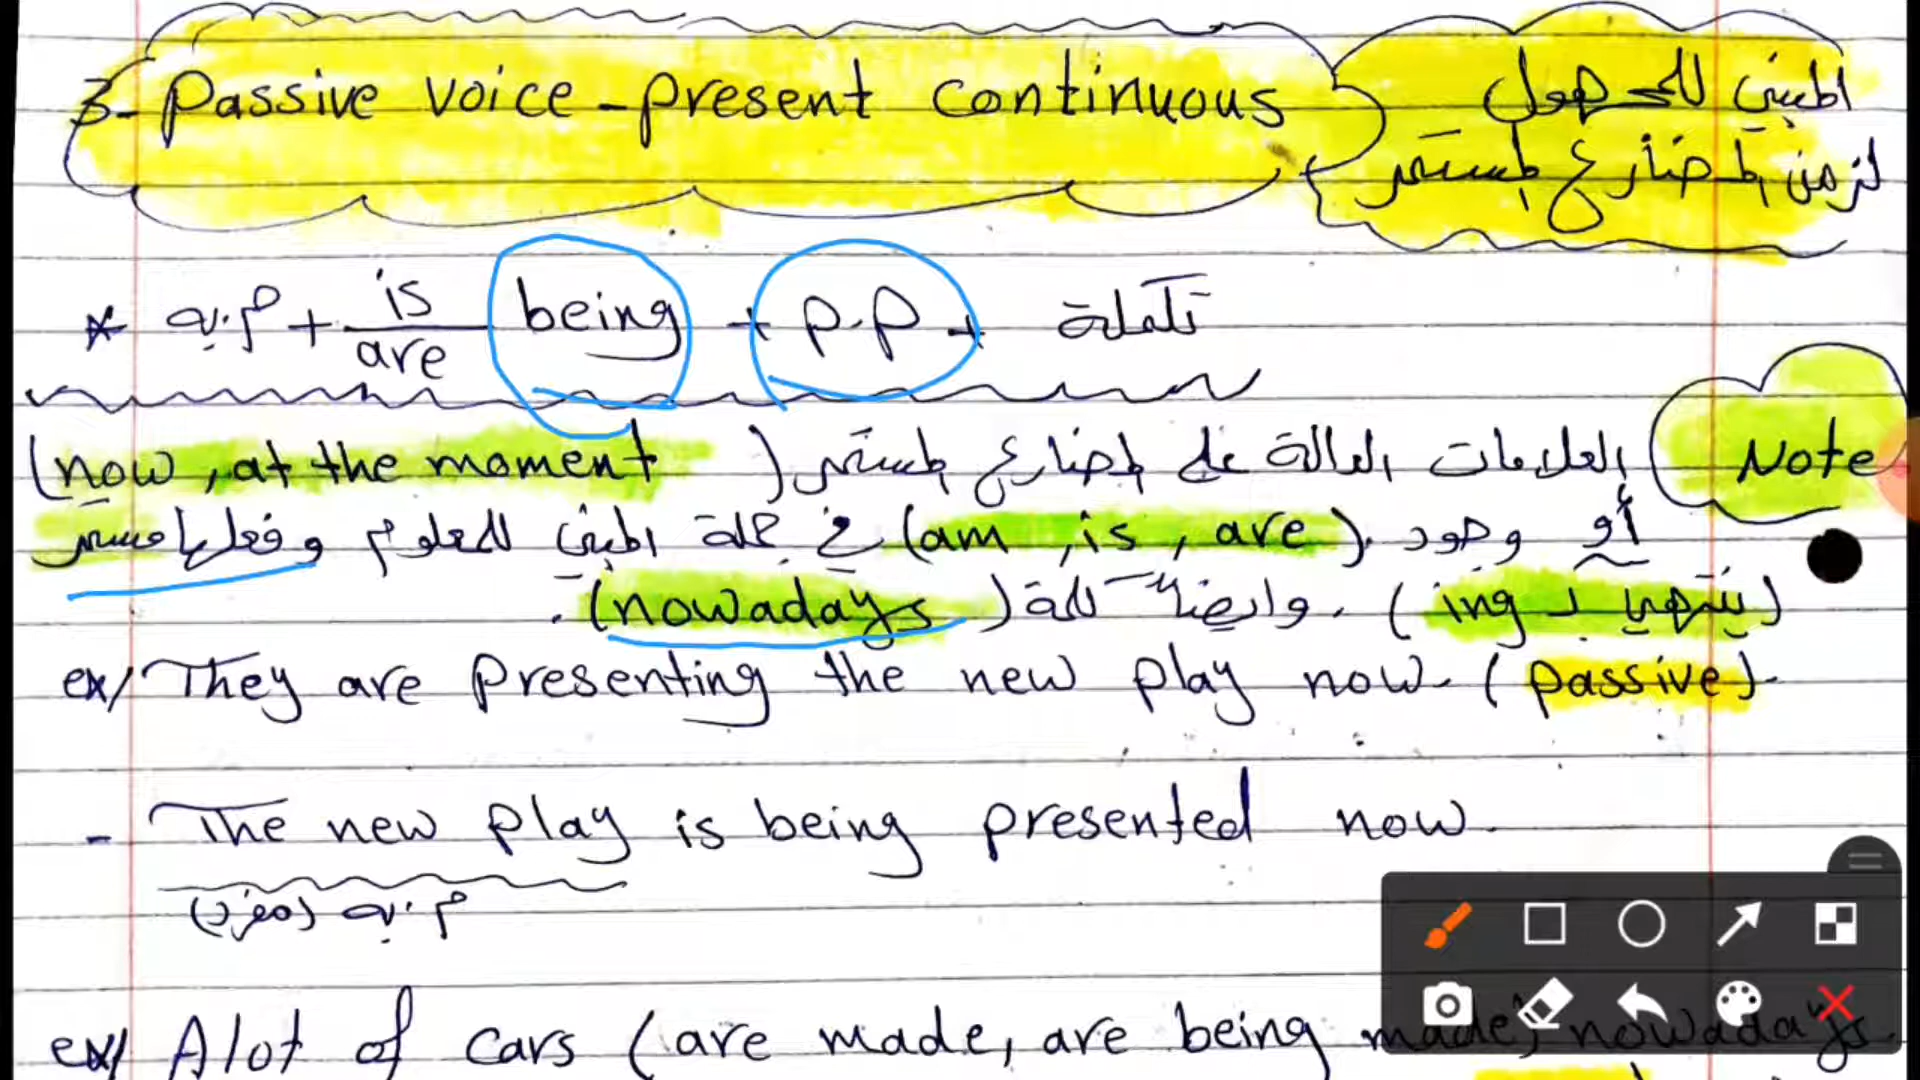 3- Passive voice - present continuous
المبني للمجهول
لزمن المضارع المستمر
* م.به + is/are being + p.p + تكملة
Note
العلامات الدالة على المضارع المستمر (now, at the moment)
أو وجود (am, is, are) في جملة المبني للمعلوم وفعلها مستمر
(ينتهي بـ ing). وايضاً كلمة (nowadays).
ex/ They are presenting the new play now. (passive).
- The new play is being presented now.
م.به (مفرد)
ex/ A lot of cars (are made, are being made) nowadays.